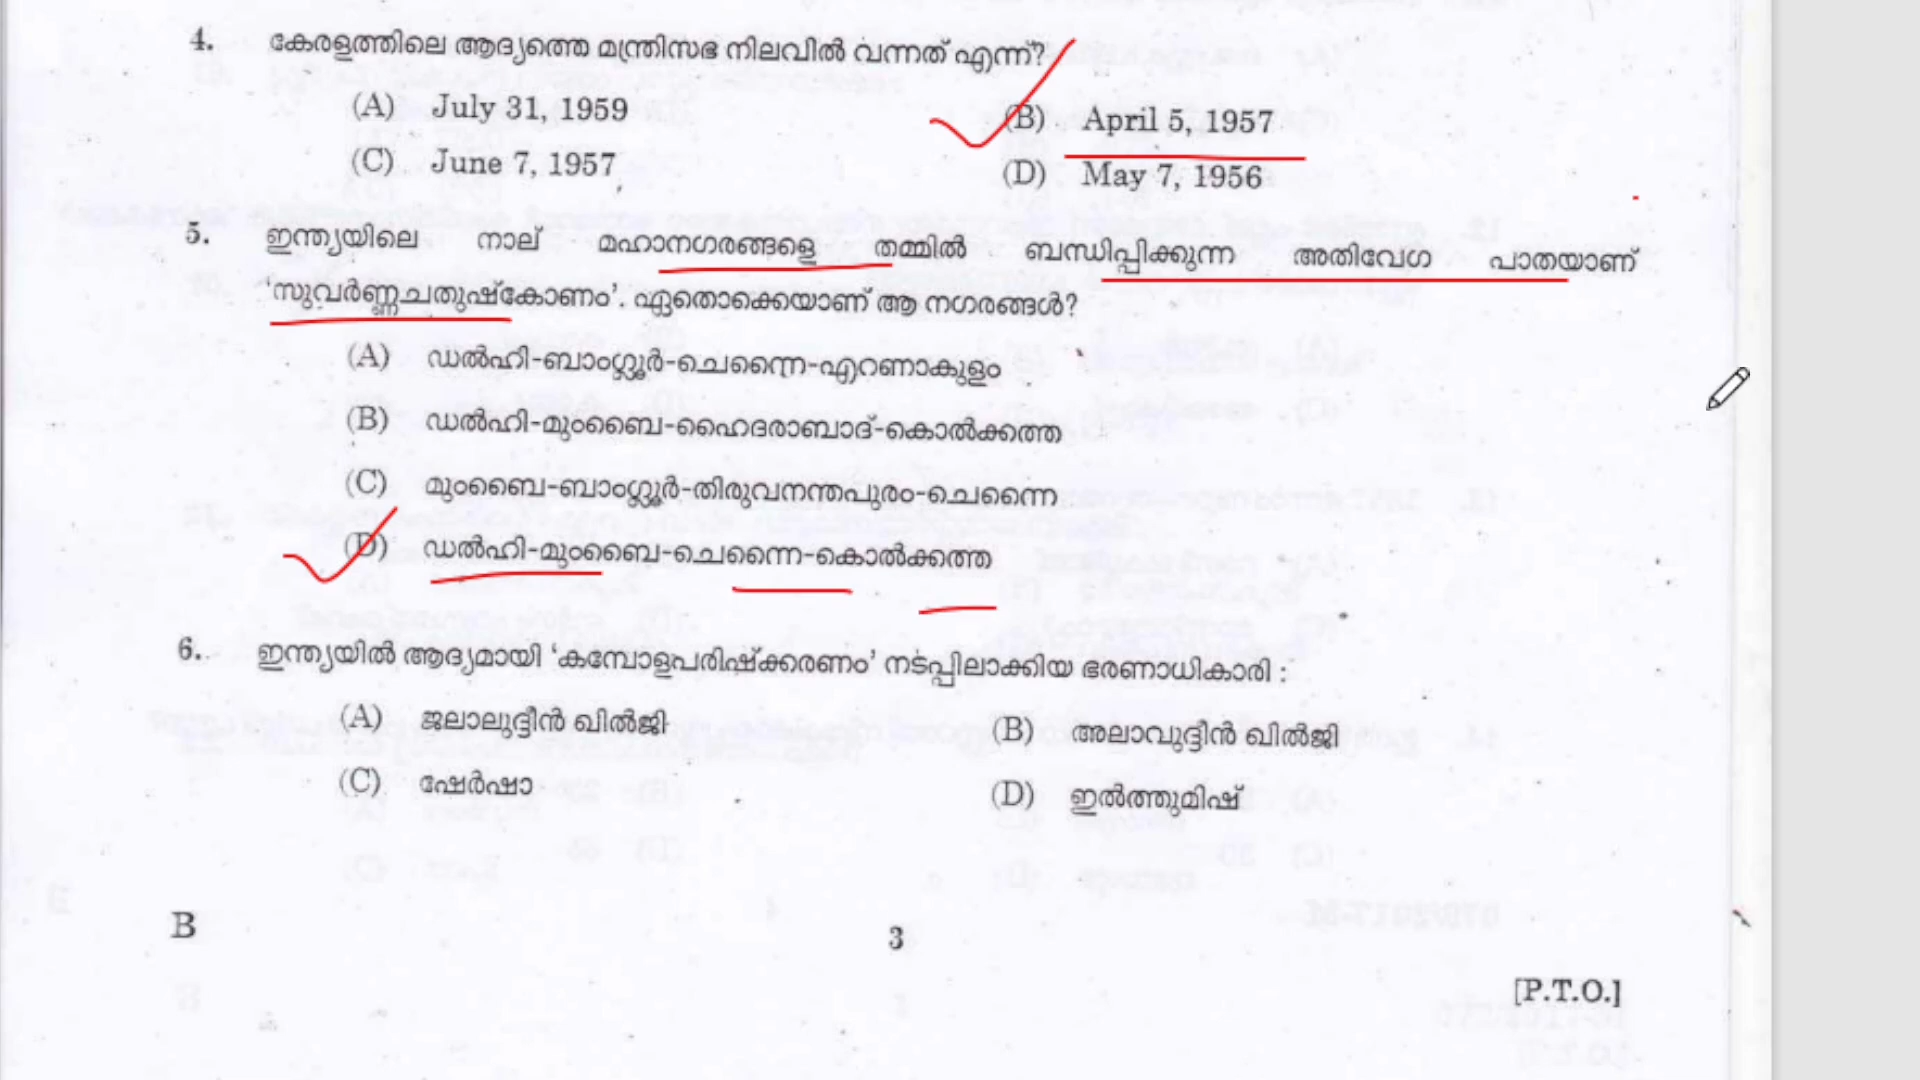 4. കേരളത്തിലെ ആദ്യത്തെ മന്ത്രിസഭ നിലവിൽ വന്നത് എന്ന്?
(A) July 31, 1959 (B) April 5, 1957
(C) June 7, 1957 (D) May 7, 1956
5. ഇന്ത്യയിലെ നാല് മഹാനഗരങ്ങളെ തമ്മിൽ ബന്ധിപ്പിക്കുന്ന അതിവേഗ പാതയാണ്
‘സുവർണ്ണചതുഷ്കോണം’. ഏതൊക്കെയാണ് ആ നഗരങ്ങൾ?
(A) ഡൽഹി-ബാംഗ്ലൂർ-ചെന്നൈ-എറണാകുളം
(B) ഡൽഹി-മുംബൈ-ഹൈദരാബാദ്-കൊൽക്കത്ത
(C) മുംബൈ-ബാംഗ്ലൂർ-തിരുവനന്തപുരം-ചെന്നൈ
(D) ഡൽഹി-മുംബൈ-ചെന്നൈ-കൊൽക്കത്ത
6. ഇന്ത്യയിൽ ആദ്യമായി ‘കമ്പോളപരിഷ്ക്കരണം’ നടപ്പിലാക്കിയ ഭരണാധികാരി :
(A) ജലാലുദ്ദീൻ ഖിൽജി (B) അലാവുദ്ദീൻ ഖിൽജി
(C) ഷേർഷാ (D) ഇൽത്തുമിഷ്
B 3
[P.T.O.]